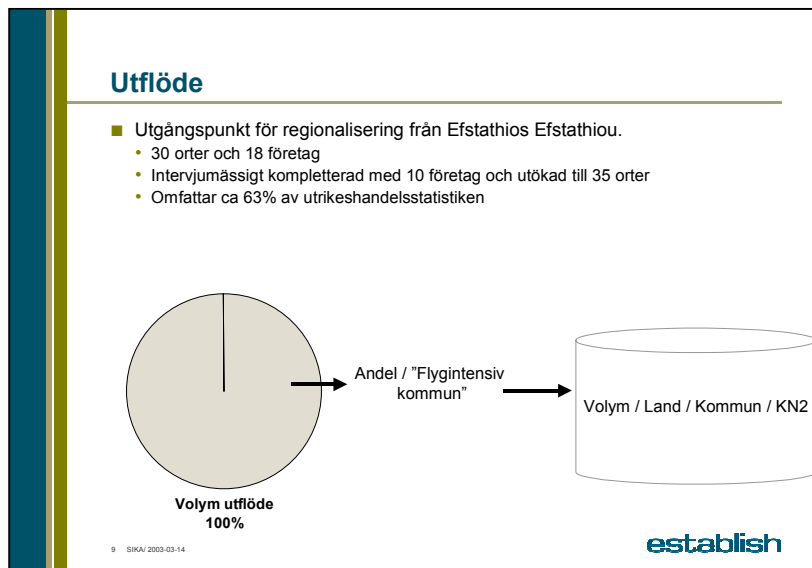 Utflöde
■ Utgångspunkt för regionalisering från Efstathios Efstathiou.
• 30 orter och 18 företag
• Intervjumässigt kompletterad med 10 företag och utökad till 35 orter
• Omfattar ca 63% av utrikeshandelsstatistiken
Andel / ”Flygintensiv
kommun”
Volym / Land / Kommun / KN2
Volym utflöde
100%
9 SIKA/ 2003-03-14
establish